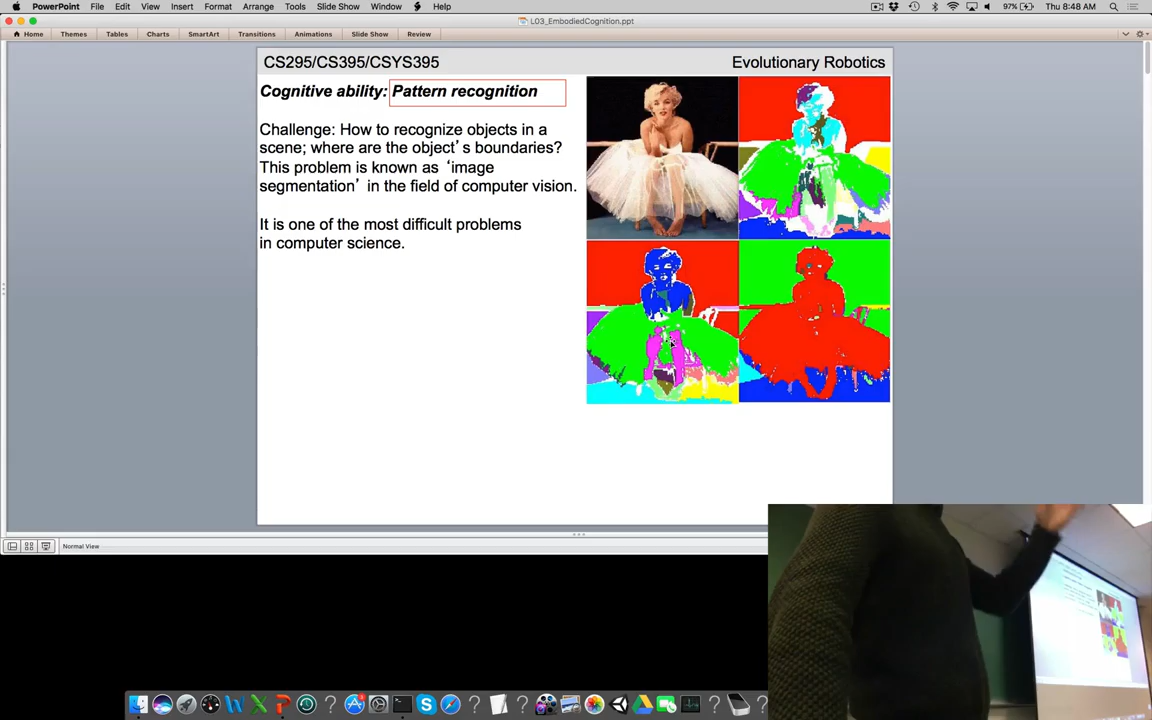 PowerPoint File Edit View Insert Format Arrange Tools Slide Show Window Help 97% Thu 8:48 AM
L03_EmbodiedCognition.ppt
Home Themes Tables Charts SmartArt Transitions Animations Slide Show Review
CS295/CS395/CSYS395 Evolutionary Robotics
Cognitive ability: Pattern recognition
Challenge: How to recognize objects in a
scene; where are the object’s boundaries?
This problem is known as ‘image
segmentation’ in the field of computer vision.
It is one of the most difficult problems
in computer science.
Normal View